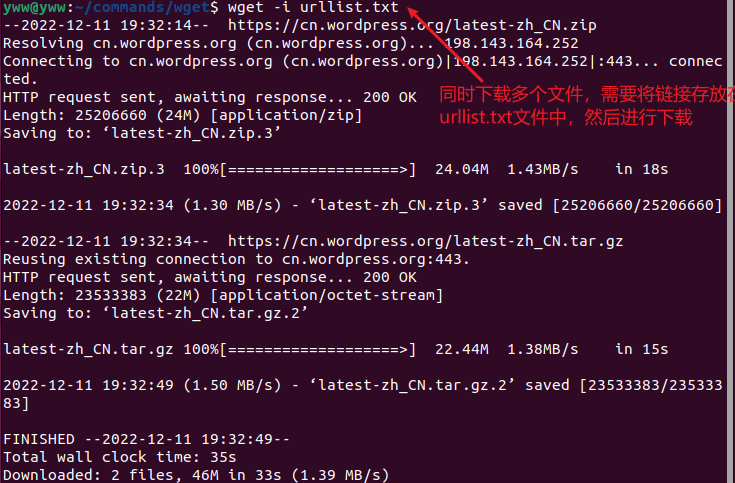 yww@yww:~/commands/wget$ wget -i urllist.txt
--2022-12-11 19:32:14--  https://cn.wordpress.org/latest-zh_CN.zip
Resolving cn.wordpress.org (cn.wordpress.org)... 198.143.164.252
Connecting to cn.wordpress.org (cn.wordpress.org)|198.143.164.252|:443... connec
ted.
HTTP request sent, awaiting response... 200 OK
同时下载多个文件，需要将链接存放在
Length: 25206660 (24M) [application/zip]
urllist.txt文件中，然后进行下载
Saving to: ‘latest-zh_CN.zip.3’
latest-zh_CN.zip.3  100%[===================>]  24.04M  1.43MB/s    in 18s
2022-12-11 19:32:34 (1.30 MB/s) - ‘latest-zh_CN.zip.3’ saved [25206660/25206660]
--2022-12-11 19:32:34--  https://cn.wordpress.org/latest-zh_CN.tar.gz
Reusing existing connection to cn.wordpress.org:443.
HTTP request sent, awaiting response... 200 OK
Length: 23533383 (22M) [application/octet-stream]
Saving to: ‘latest-zh_CN.tar.gz.2’
latest-zh_CN.tar.gz 100%[===================>]  22.44M  1.38MB/s    in 15s
2022-12-11 19:32:49 (1.50 MB/s) - ‘latest-zh_CN.tar.gz.2’ saved [23533383/235333
83]
FINISHED --2022-12-11 19:32:49--
Total wall clock time: 35s
Downloaded: 2 files, 46M in 33s (1.39 MB/s)